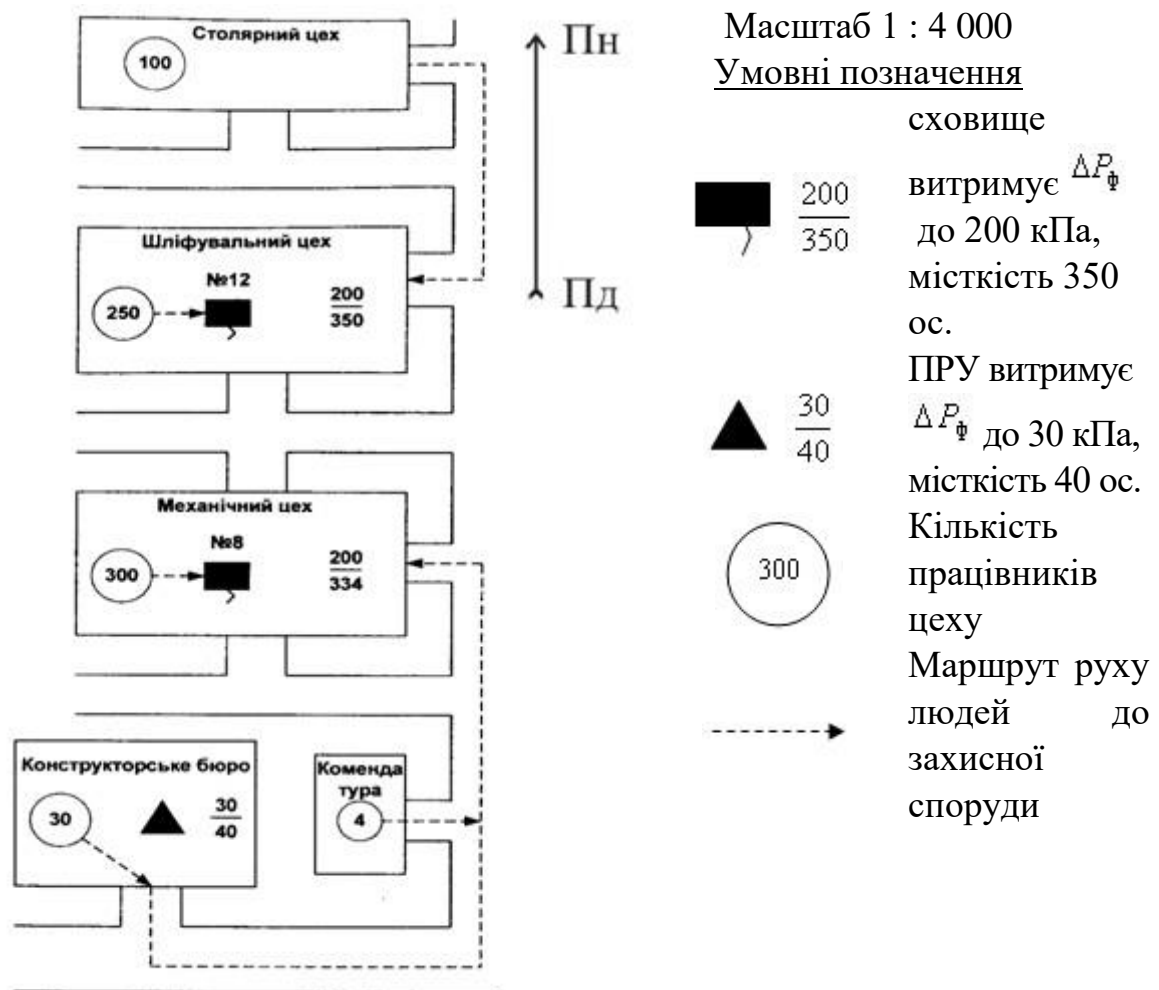 Столярний цех
100
Шліфувальний цех
№12
250
200
350
Механічний цех
№8
300
200
334
Конструкторське бюро
30
30
40
Коменда
тура
4
Пн
Пд
Масштаб 1 : 4 000
Умовні позначення
сховище
200
350
витримує ΔPф
до 200 кПа,
місткість 350
ос.
ПРУ витримує
30
40
ΔPф до 30 кПа,
місткість 40 ос.
Кількість
300
працівників
цеху
Маршрут руху
людей до
захисної
споруди